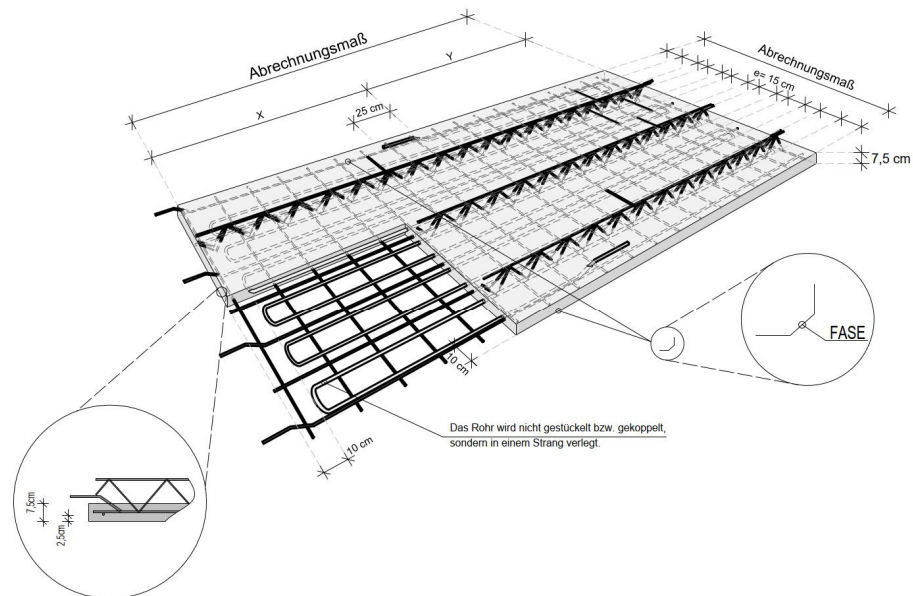 Abrechnungsmaß
Y
X
25 cm
Abrechnungsmaß
e= 15 cm
7,5 cm
FASE
10 cm
Das Rohr wird nicht gestückelt bzw. gekoppelt,
sondern in einem Strang verlegt.
10 cm
7,5cm
2,5cm